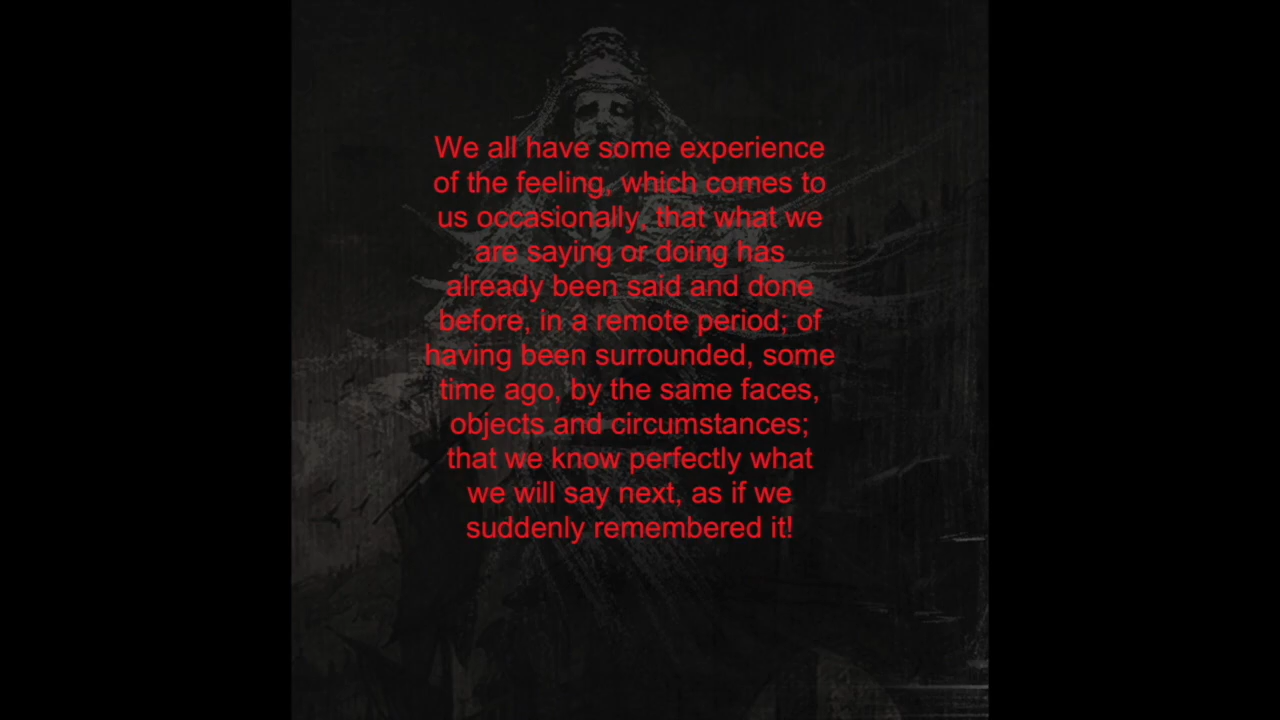 We all have some experience
of the feeling, which comes to
us occasionally, that what we
are saying or doing has
already been said and done
before, in a remote period; of
having been surrounded, some
time ago, by the same faces,
objects and circumstances;
that we know perfectly what
we will say next, as if we
suddenly remembered it!